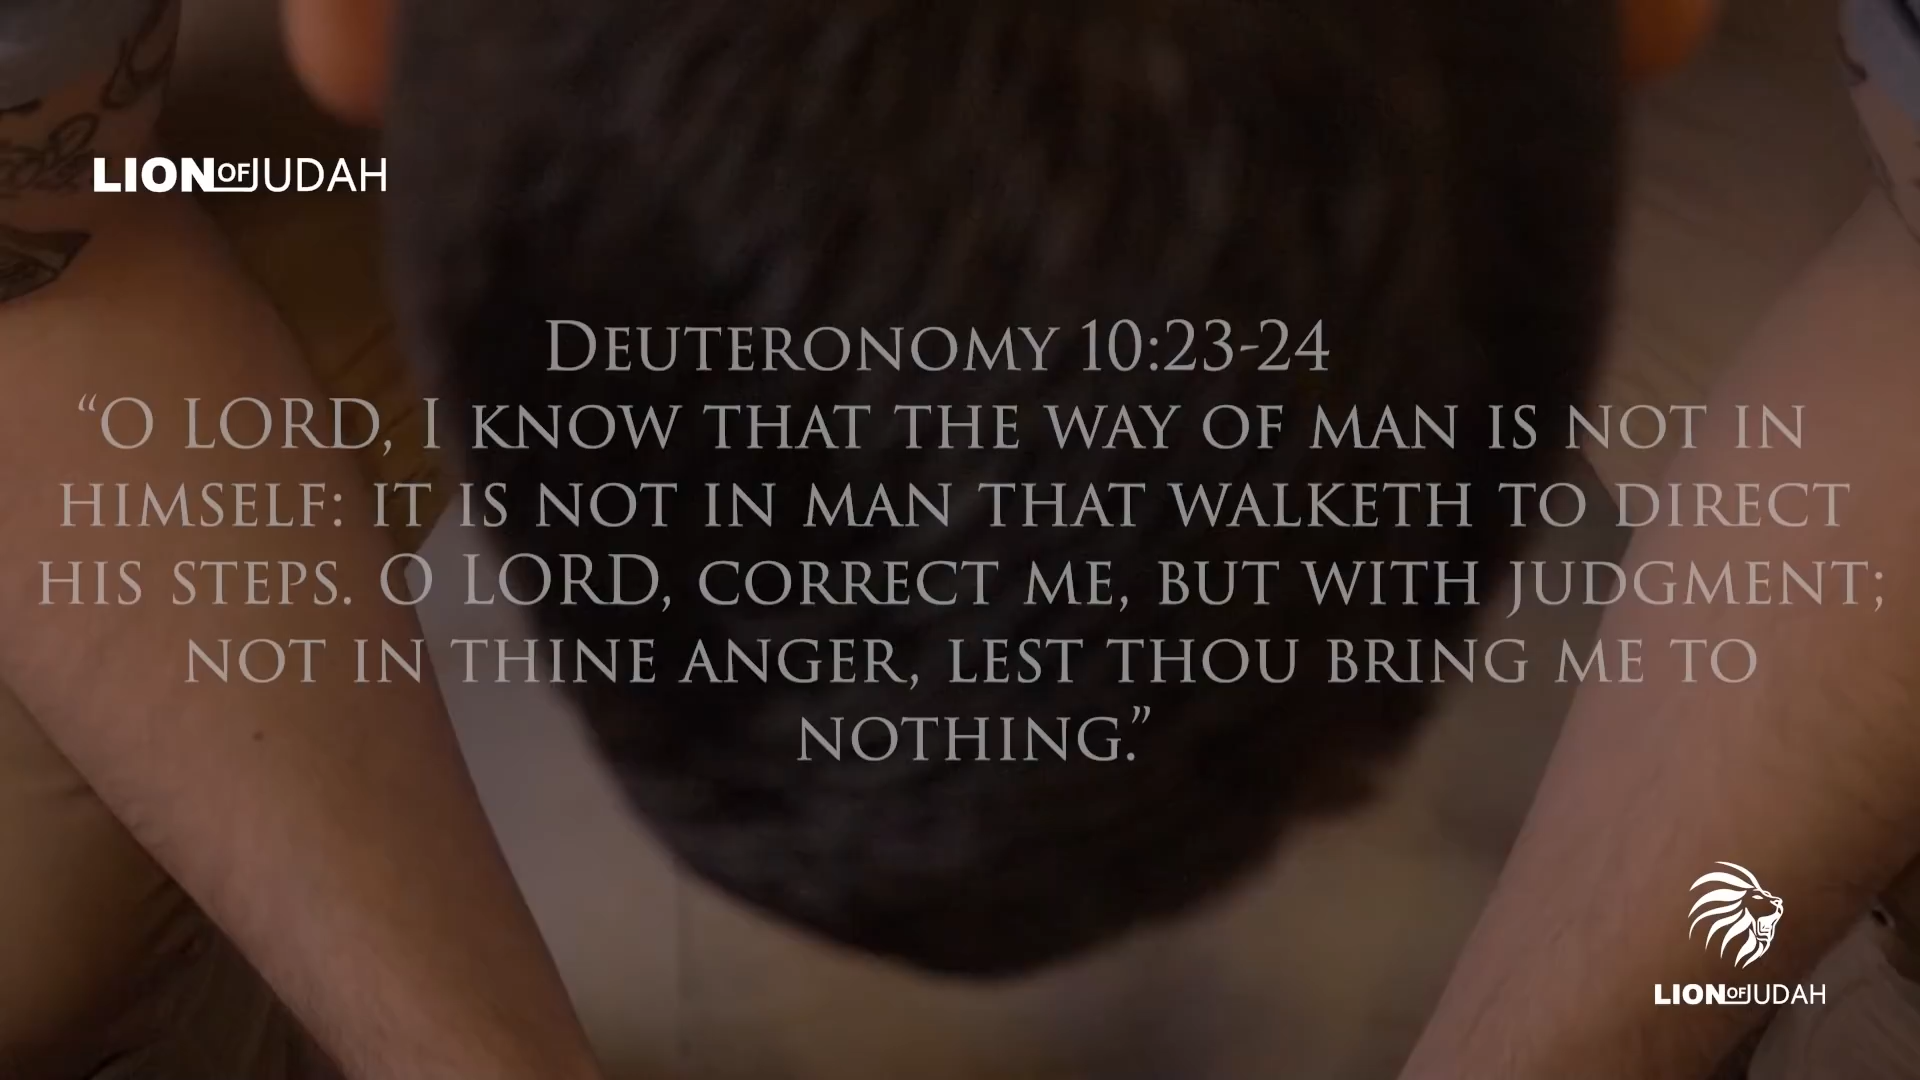 LION OF JUDAH
DEUTERONOMY 10:23-24
“O LORD, I KNOW THAT THE WAY OF MAN IS NOT IN
HIMSELF: IT IS NOT IN MAN THAT WALKETH TO DIRECT
HIS STEPS. O LORD, CORRECT ME, BUT WITH JUDGMENT;
NOT IN THINE ANGER, LEST THOU BRING ME TO
NOTHING.”
LION OF JUDAH